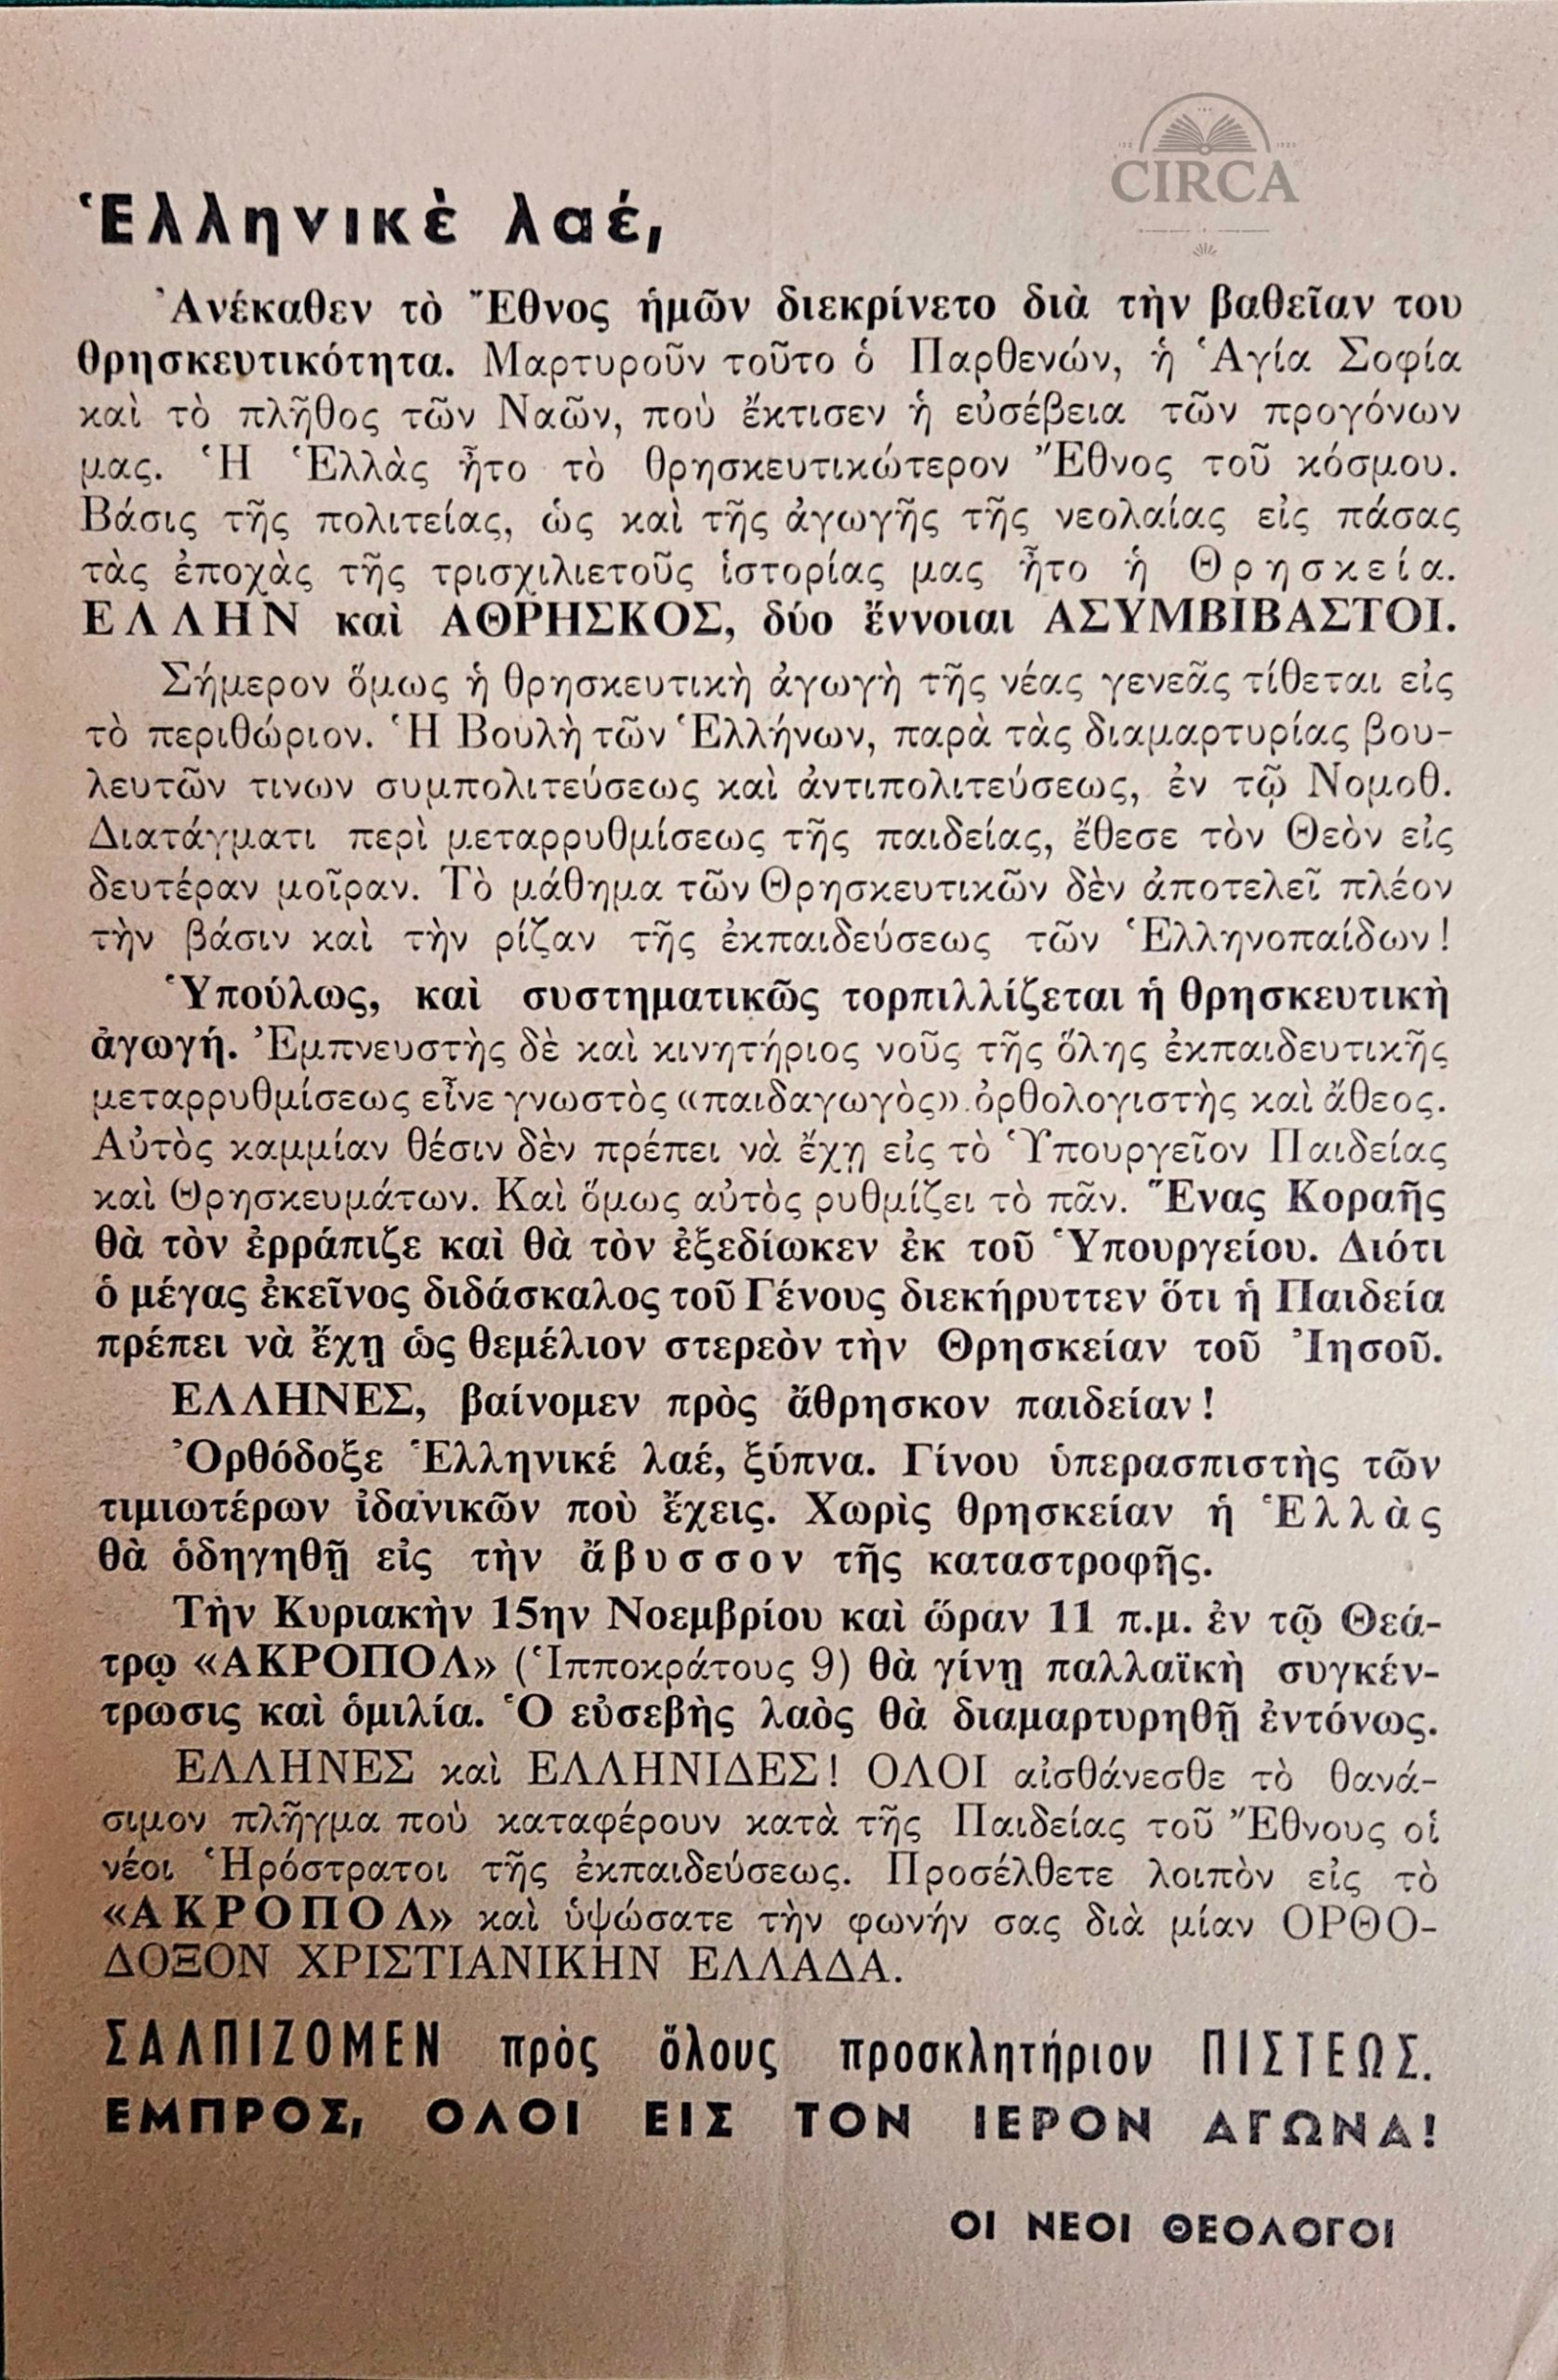 CIRCA
Ἑλληνικὲ λαέ,
Ἀνέκαθεν τὸ Ἔθνος ἡμῶν διεκρίνετο διὰ τὴν βαθεῖαν του
θρησκευτικότητα. Μαρτυροῦν τοῦτο ὁ Παρθενών, ἡ Ἁγία Σοφία
καὶ τὸ πλῆθος τῶν Ναῶν, ποὺ ἔκτισεν ἡ εὐσέβεια τῶν προγόνων
μας. Ἡ Ἑλλὰς ἦτο τὸ θρησκευτικώτερον Ἔθνος τοῦ κόσμου.
Βάσις τῆς πολιτείας, ὡς καὶ τῆς ἀγωγῆς τῆς νεολαίας εἰς πάσας
τὰς ἐποχὰς τῆς τρισχιλιετοῦς ἱστορίας μας ἦτο ἡ Θρησκεία.
ΕΛΛΗΝ καὶ ΑΘΡΗΣΚΟΣ, δύο ἔννοιαι ΑΣΥΜΒΙΒΑΣΤΟΙ.
Σήμερον ὅμως ἡ θρησκευτικὴ ἀγωγὴ τῆς νέας γενεᾶς τίθεται εἰς
τὸ περιθώριον. Ἡ Βουλὴ τῶν Ἑλλήνων, παρὰ τὰς διαμαρτυρίας βου-
λευτῶν τινων συμπολιτεύσεως καὶ ἀντιπολιτεύσεως, ἐν τῷ Νομοθ.
Διατάγματι περὶ μεταρρυθμίσεως τῆς παιδείας, ἔθεσε τὸν Θεὸν εἰς
δευτέραν μοῖραν. Τὸ μάθημα τῶν Θρησκευτικῶν δὲν ἀποτελεῖ πλέον
τὴν βάσιν καὶ τὴν ρίζαν τῆς ἐκπαιδεύσεως τῶν Ἑλληνοπαίδων!
Ὑπούλως, καὶ συστηματικῶς τορπιλλίζεται ἡ θρησκευτικὴ
ἀγωγή. Ἐμπνευστὴς δὲ καὶ κινητήριος νοῦς τῆς ὅλης ἐκπαιδευτικῆς
μεταρρυθμίσεως εἶνε γνωστὸς «παιδαγωγὸς» ὀρθολογιστὴς καὶ ἄθεος.
Αὐτὸς καμμίαν θέσιν δὲν πρέπει νὰ ἔχῃ εἰς τὸ Ὑπουργεῖον Παιδείας
καὶ Θρησκευμάτων. Καὶ ὅμως αὐτὸς ρυθμίζει τὸ πᾶν. Ἕνας Κοραῆς
θὰ τὸν ἐρράπιζε καὶ θὰ τὸν ἐξεδίωκεν ἐκ τοῦ Ὑπουργείου. Διότι
ὁ μέγας ἐκεῖνος διδάσκαλος τοῦ Γένους διεκήρυττεν ὅτι ἡ Παιδεία
πρέπει νὰ ἔχῃ ὡς θεμέλιον στερεὸν τὴν Θρησκείαν τοῦ Ἰησοῦ.
ΕΛΛΗΝΕΣ, βαίνομεν πρὸς ἄθρησκον παιδείαν!
Ὀρθόδοξε Ἑλληνικέ λαέ, ξύπνα. Γίνου ὑπερασπιστὴς τῶν
τιμιωτέρων ἰδανικῶν ποὺ ἔχεις. Χωρὶς θρησκείαν ἡ Ἑλλὰς
θὰ ὁδηγηθῇ εἰς τὴν ἄβυσσον τῆς καταστροφῆς.
Τὴν Κυριακὴν 15ην Νοεμβρίου καὶ ὥραν 11 π.μ. ἐν τῷ Θεά-
τρῳ «ΑΚΡΟΠΟΛ» (Ἱπποκράτους 9) θὰ γίνῃ παλλαϊκὴ συγκέν-
τρωσις καὶ ὁμιλία. Ὁ εὐσεβὴς λαὸς θὰ διαμαρτυρηθῇ ἐντόνως.
ΕΛΛΗΝΕΣ καὶ ΕΛΛΗΝΙΔΕΣ! ΟΛΟΙ αἰσθάνεσθε τὸ θανά-
σιμον πλῆγμα ποὺ καταφέρουν κατὰ τῆς Παιδείας τοῦ Ἔθνους οἱ
νέοι Ἡρόστρατοι τῆς ἐκπαιδεύσεως. Προσέλθετε λοιπὸν εἰς τὸ
«ΑΚΡΟΠΟΛ» καὶ ὑψώσατε τὴν φωνήν σας διὰ μίαν ΟΡΘΟ-
ΔΟΞΟΝ ΧΡΙΣΤΙΑΝΙΚΗΝ ΕΛΛΑΔΑ.
ΣΑΛΠΙΖΟΜΕΝ πρὸς ὅλους προσκλητήριον ΠΙΣΤΕΩΣ.
ΕΜΠΡΟΣ, ΟΛΟΙ ΕΙΣ ΤΟΝ ΙΕΡΟΝ ΑΓΩΝΑ!
ΟΙ ΝΕΟΙ ΘΕΟΛΟΓΟΙ